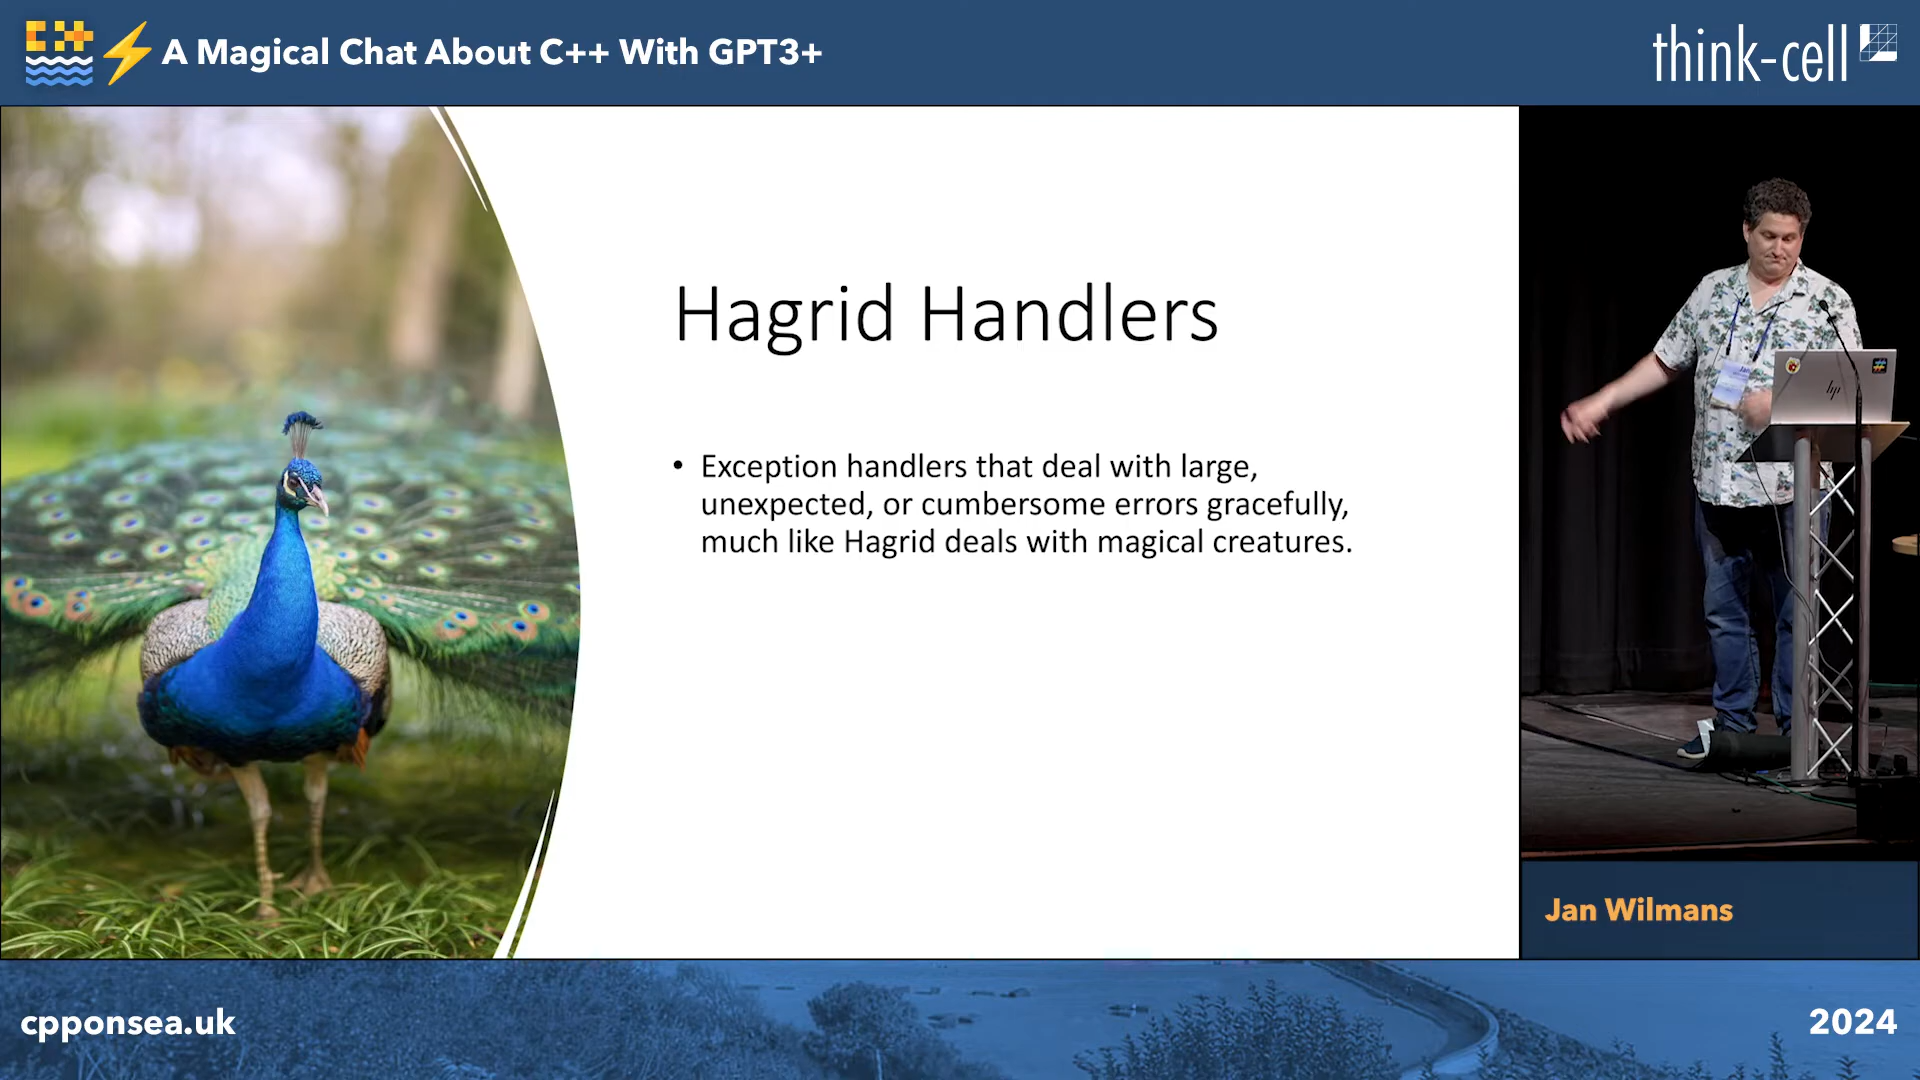 A Magical Chat About C++ With GPT3+
think-cell
Hagrid Handlers
• Exception handlers that deal with large,
unexpected, or cumbersome errors gracefully,
much like Hagrid deals with magical creatures.
hp
Jan Wilmans
cpponsea.uk
2024